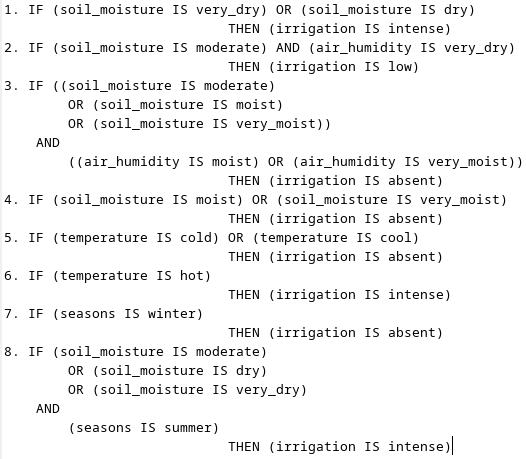 1. IF (soil_moisture IS very_dry) OR (soil_moisture IS dry)
THEN (irrigation IS intense)
2. IF (soil_moisture IS moderate) AND (air_humidity IS very_dry)
THEN (irrigation IS low)
3. IF ((soil_moisture IS moderate)
OR (soil_moisture IS moist)
OR (soil_moisture IS very_moist))
AND
((air_humidity IS moist) OR (air_humidity IS very_moist))
THEN (irrigation IS absent)
4. IF (soil_moisture IS moist) OR (soil_moisture IS very_moist)
THEN (irrigation IS absent)
5. IF (temperature IS cold) OR (temperature IS cool)
THEN (irrigation IS absent)
6. IF (temperature IS hot)
THEN (irrigation IS intense)
7. IF (seasons IS winter)
THEN (irrigation IS absent)
8. IF (soil_moisture IS moderate)
OR (soil_moisture IS dry)
OR (soil_moisture IS very_dry)
AND
(seasons IS summer)
THEN (irrigation IS intense)